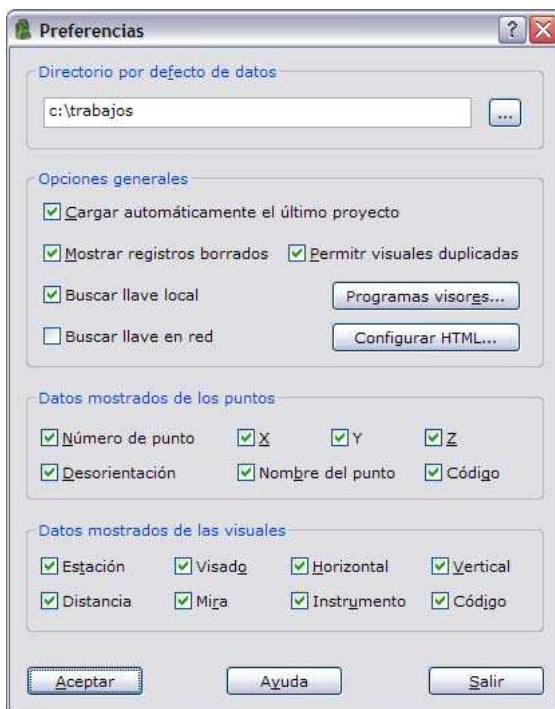 Preferencias
Directorio por defecto de datos
c:\trabajos
...
Opciones generales
Cargar automáticamente el último proyecto
Mostrar registros borrados Permitr visuales duplicadas
Buscar llave local Programas visores...
Buscar llave en red Configurar HTML...
Datos mostrados de los puntos
Número de punto X Y Z
Desorientación Nombre del punto Código
Datos mostrados de las visuales
Estación Visado Horizontal Vertical
Distancia Mira Instrumento Código
Aceptar Ayuda Salir